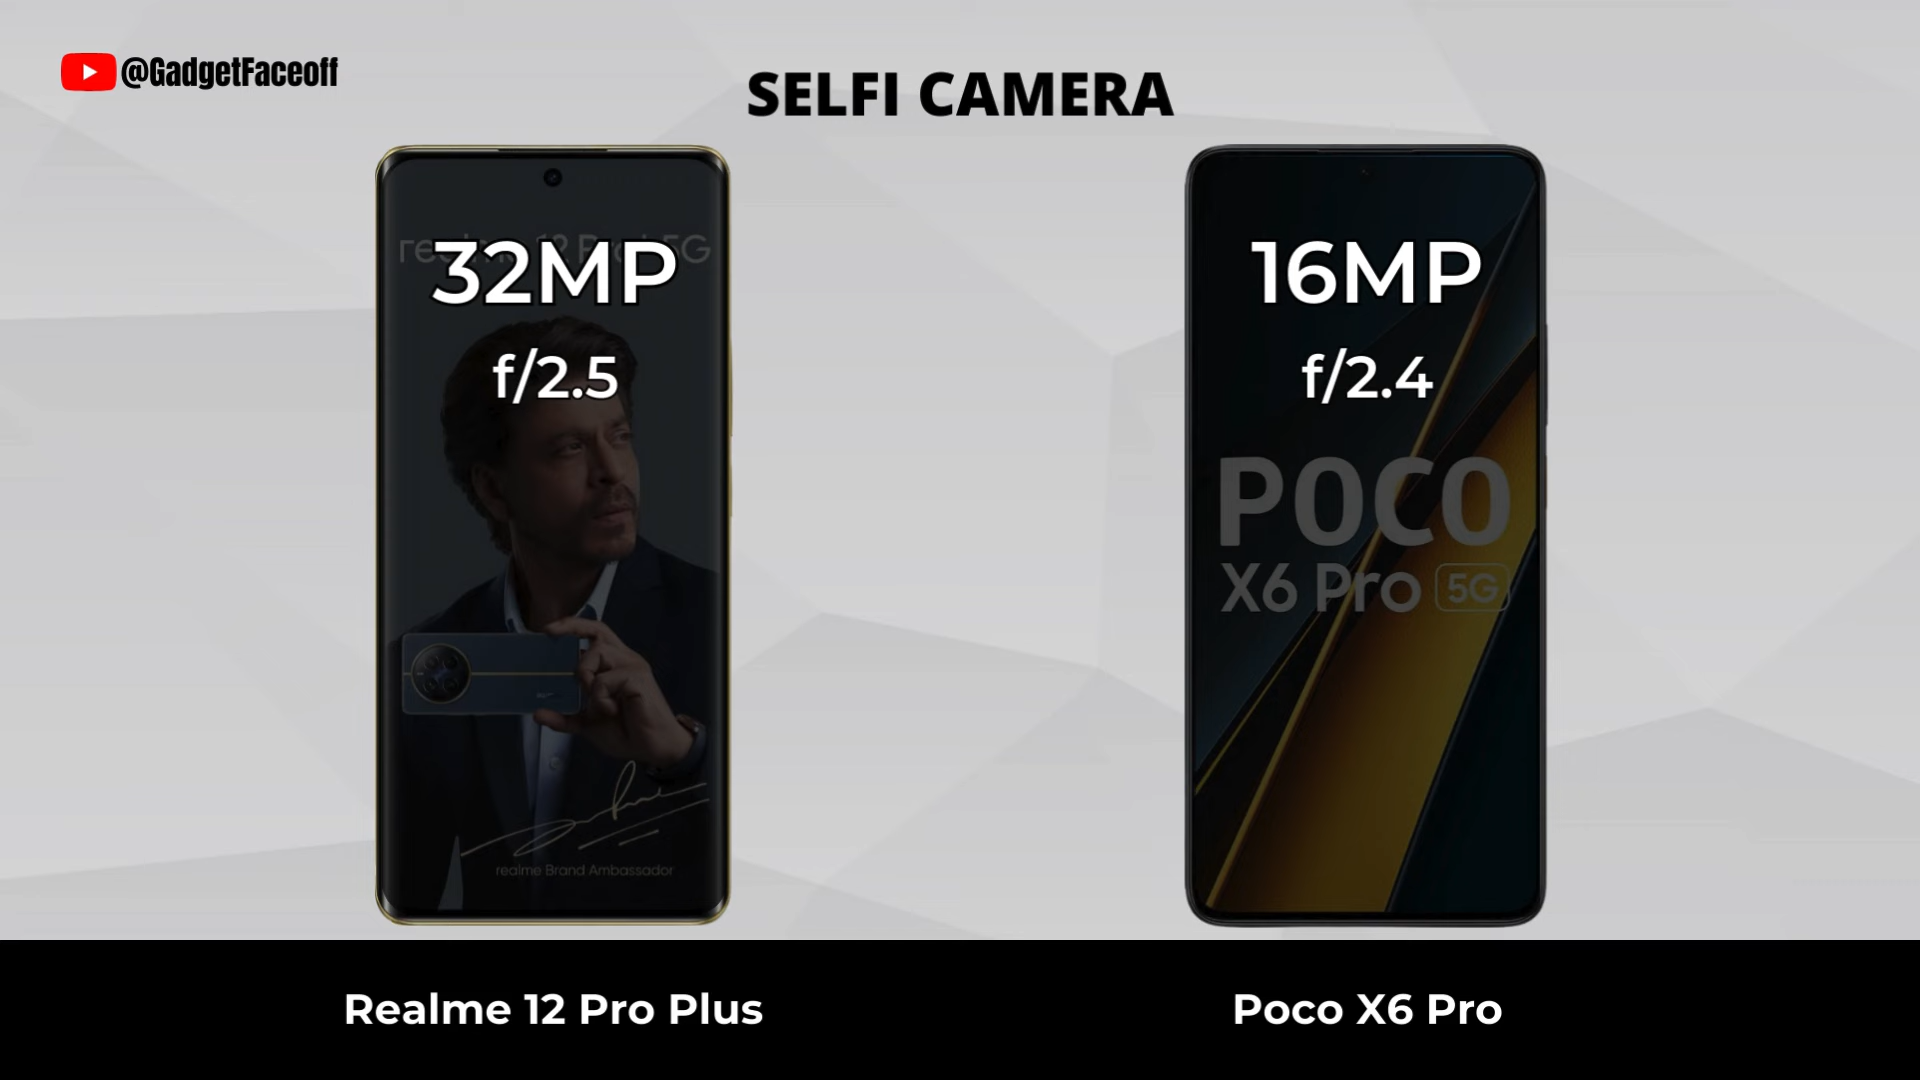 @GadgetFaceoff
SELFI CAMERA
32MP
f/2.5
realme Brand Ambassador
16MP
f/2.4
POCO
X6 Pro 5G
Realme 12 Pro Plus
Poco X6 Pro